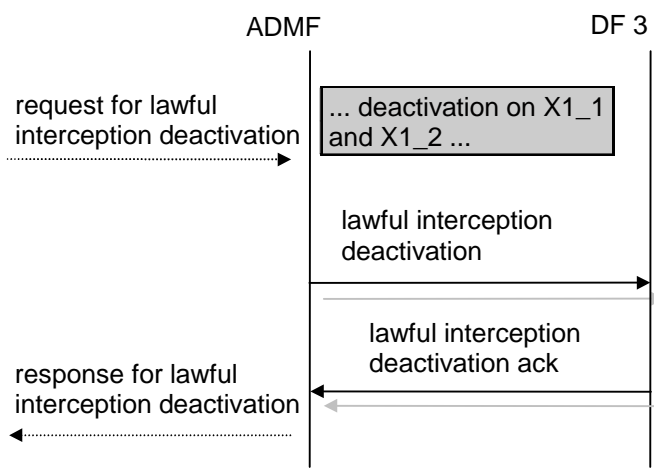 ADMF
DF 3
request for lawful
interception deactivation
... deactivation on X1_1
and X1_2 ...
lawful interception
deactivation
lawful interception
deactivation ack
response for lawful
interception deactivation